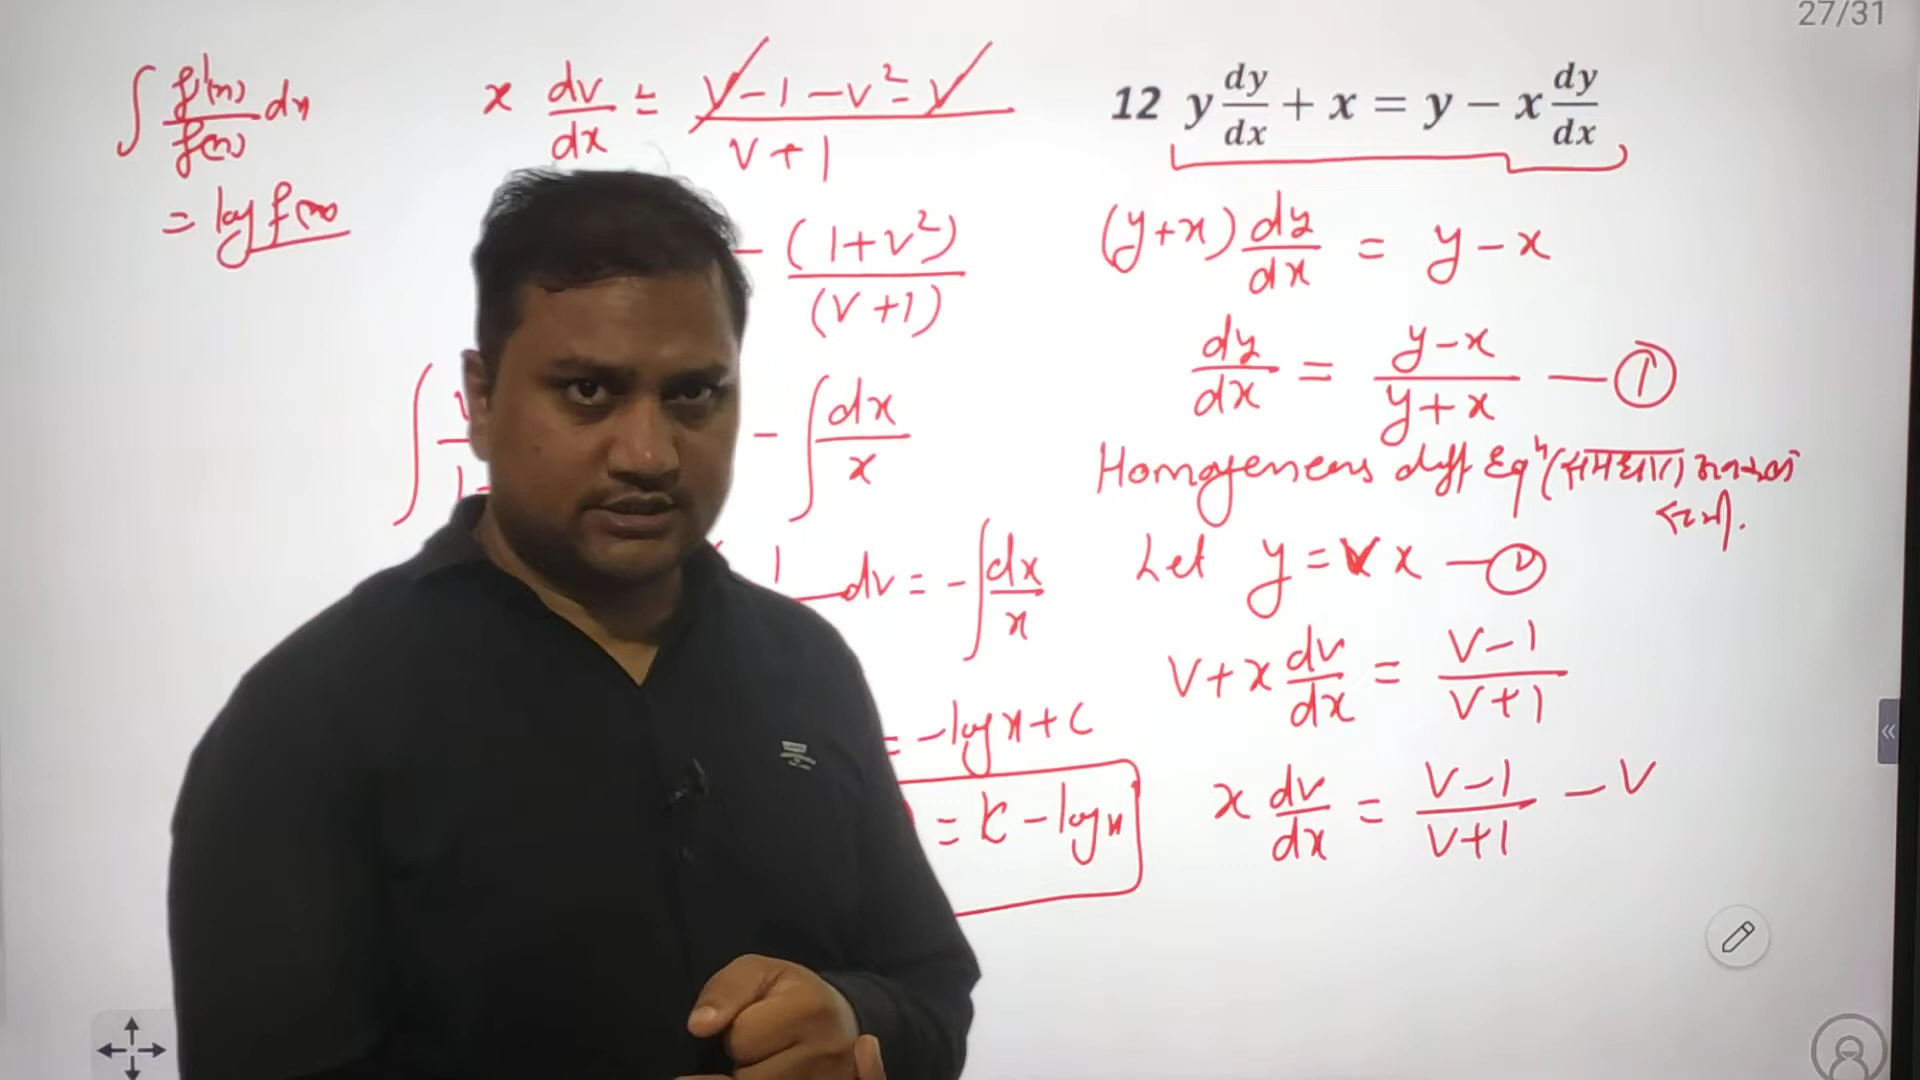 27/31
12 y dy/dx + x = y − x dy/dx
(y+x) dy/dx = y − x
dy/dx = (y−x)/(y+x) — ①
Homogeneous diff Eqⁿ (समघात)
Let y = v x — ②
v + x dv/dx = (v−1)/(v+1)
x dv/dx = (v−1)/(v+1) − v
∫ f'(x)/f(x) dx
= log f(x)
x dv/dx = (v−1−v²−v)/(v+1)
− (1+v²)/(v+1)
− ∫ dx/x
1 dv = − ∫ dx/x
= −log x + c
= k − log x